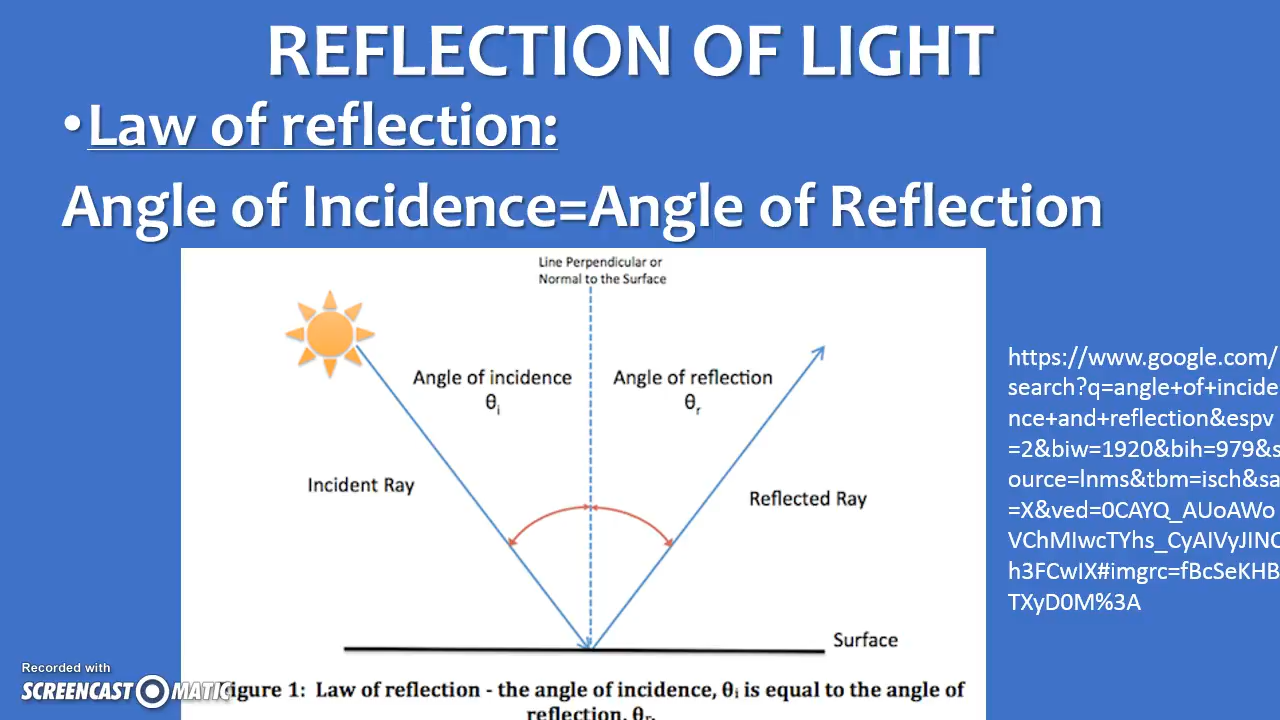 REFLECTION OF LIGHT
•Law of reflection:
Angle of Incidence=Angle of Reflection
Line Perpendicular or
Normal to the Surface
Angle of incidence
θi
Angle of reflection
θr
Incident Ray
Reflected Ray
Surface
Figure 1: Law of reflection - the angle of incidence, θi is equal to the angle of
reflection, θr.
https://www.google.com/
search?q=angle+of+incide
nce+and+reflection&espv
=2&biw=1920&bih=979&s
ource=lnms&tbm=isch&sa
=X&ved=0CAYQ_AUoAWo
VChMIwcTYhs_CyAIVyJINC
h3FCwIX#imgrc=fBcSeKHB
TXyD0M%3A
Recorded with
SCREENCAST MATIC